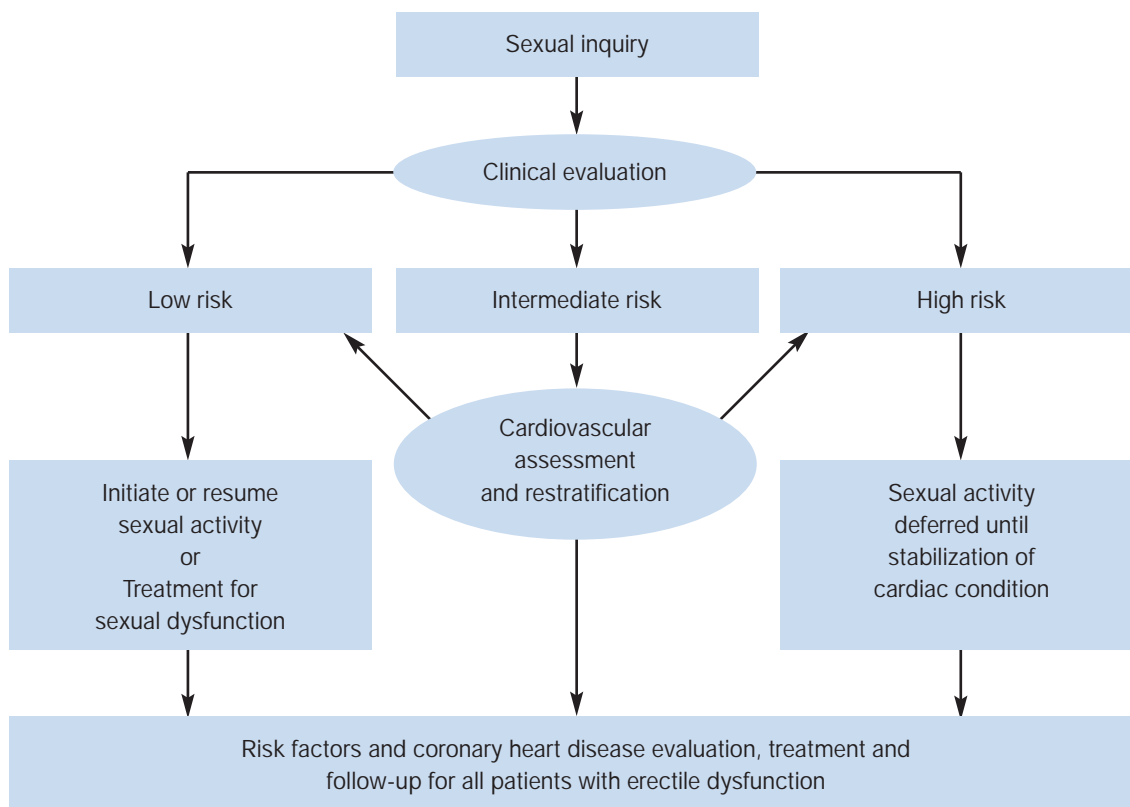 Sexual inquiry
Clinical evaluation
Low risk
Intermediate risk
High risk
Cardiovascular
assessment
and restratification
Initiate or resume
sexual activity
or
Treatment for
sexual dysfunction
Sexual activity
deferred until
stabilization of
cardiac condition
Risk factors and coronary heart disease evaluation, treatment and
follow-up for all patients with erectile dysfunction